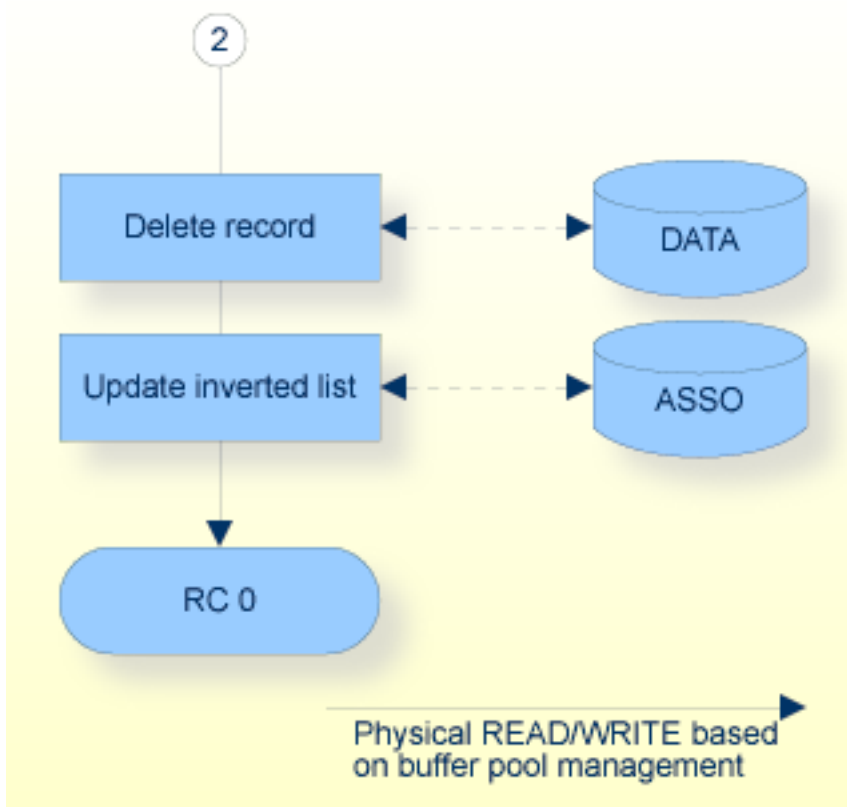 2
Delete record
DATA
Update inverted list
ASSO
RC 0
Physical READ/WRITE based
on buffer pool management